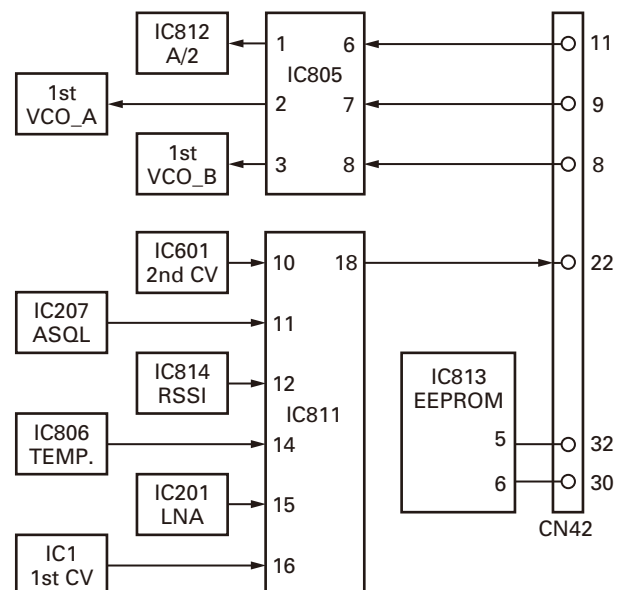 IC812
A/2
1
6
11
IC805
1st
VCO_A
2
7
9
1st
VCO_B
3
8
8
IC601
2nd CV
10
18
22
IC207
ASQL
11
IC814
RSSI
12
IC813
EEPROM
IC811
IC806
TEMP.
14
5
32
IC201
LNA
15
6
30
CN42
IC1
1st CV
16